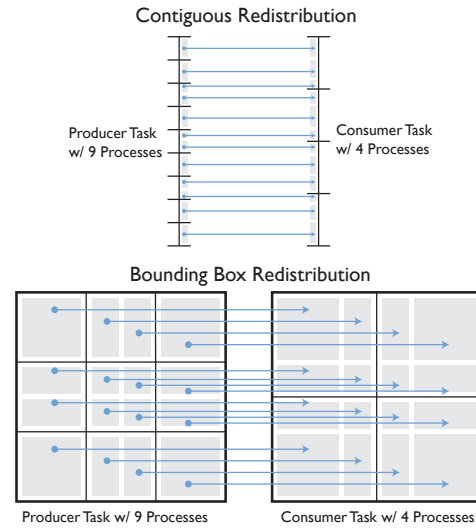 Contiguous Redistribution
Producer Task
w/ 9 Processes
Consumer Task
w/ 4 Processes
Bounding Box Redistribution
Producer Task w/ 9 Processes
Consumer Task w/ 4 Processes